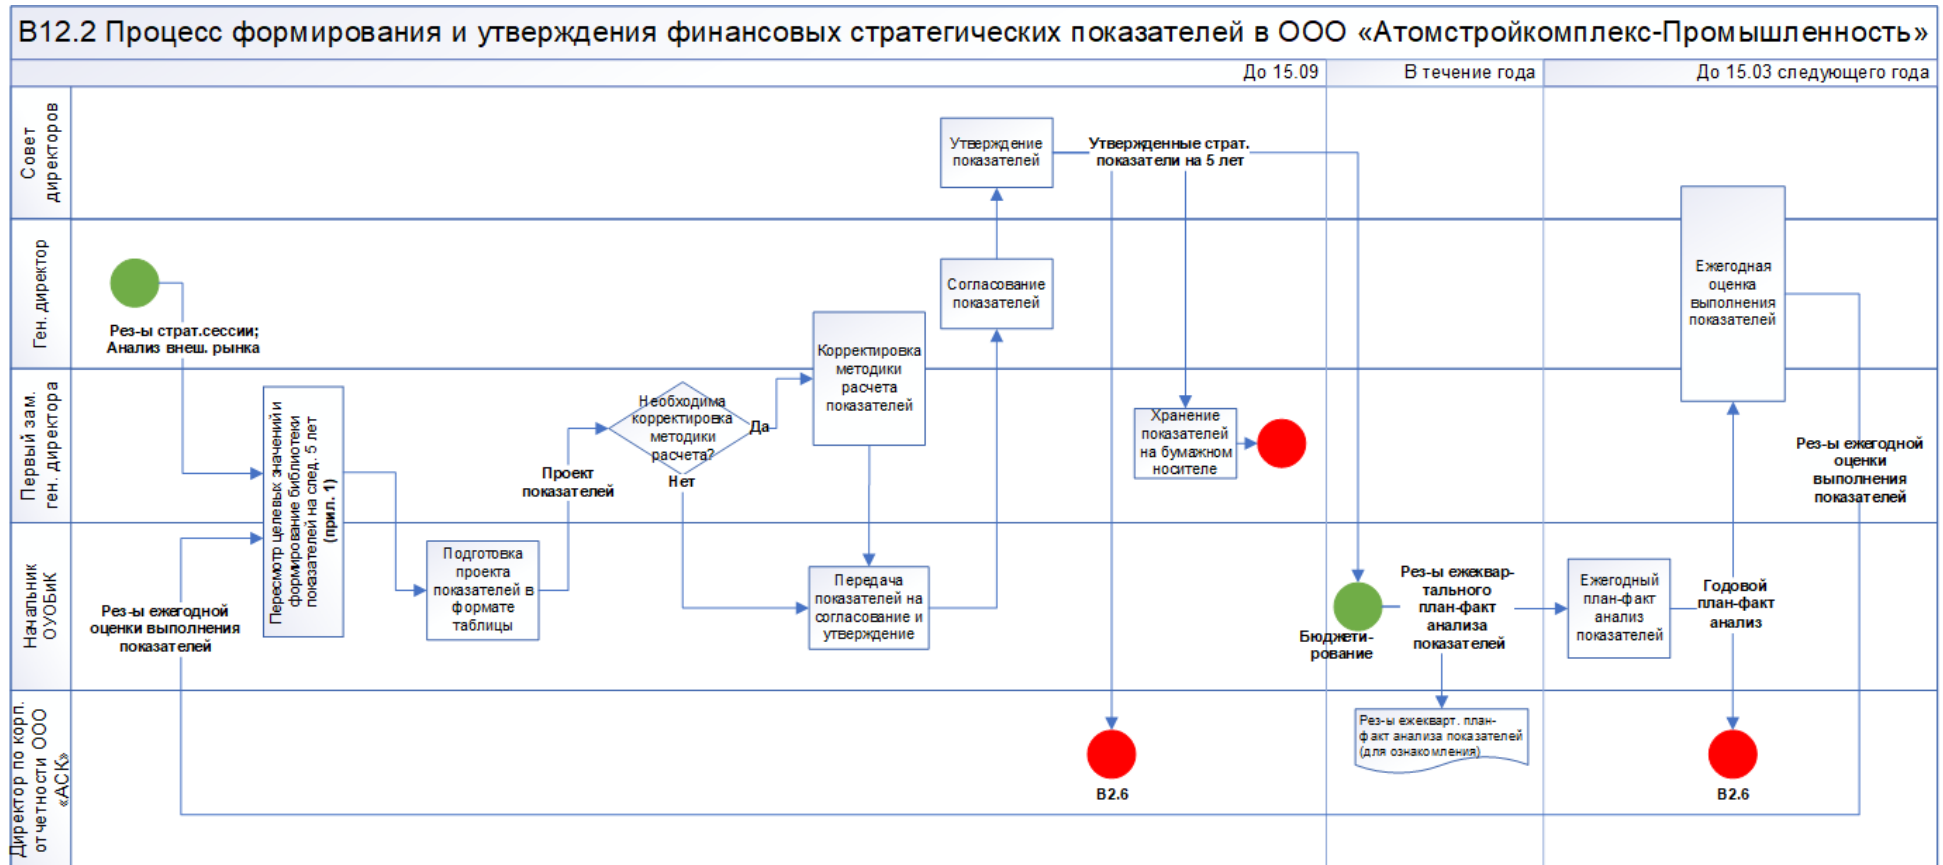 В12.2 Процесс формирования и утверждения финансовых стратегических показателей в ООО «Атомстройкомплекс-Промышленность»
До 15.09
В течение года
До 15.03 следующего года
Совет
директоров
Утверждение
показателей
Утвержденные страт.
показатели на 5 лет
Ген. директор
Рез-ы страт.сессии;
Анализ внеш. рынка
Согласование
показателей
Корректировка
методики
расчета
показателей
Ежегодная
оценка
выполнения
показателей
Первый зам.
ген. директора
Пересмотр целевых значений и
формирование библиотеки
показателей на след. 5 лет
(прил. 1)
Проект
показателей
Необходима
корректировка
методики
расчета?
Да
Нет
Хранение
показателей
на бумажном
носителе
Рез-ы ежегодной
оценки
выполнения
показателей
Начальник
ОУОБиК
Рез-ы ежегодной
оценки выполнения
показателей
Подготовка
проекта
показателей в
формате
таблицы
Передача
показателей на
согласование и
утверждение
Бюджети-
рование
Рез-ы ежеквар-
тального
план-факт
анализа
показателей
Ежегодный
план-факт
анализ
показателей
Годовой
план-факт
анализ
Директор по корп.
отчетности ООО
«АСК»
В2.6
Рез-ы ежекварт. план-
факт анализа показателей
(для ознакомления)
В2.6